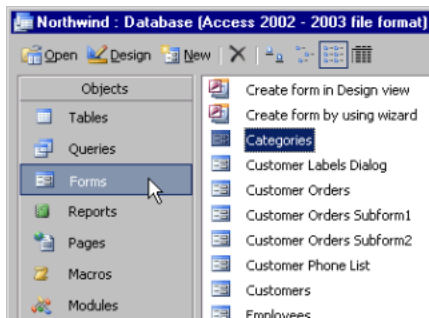 Northwind : Database (Access 2002 - 2003 file format)
Open Design New
Objects
Tables
Queries
Forms
Reports
Pages
Macros
Modules
Create form in Design view
Create form by using wizard
Categories
Customer Labels Dialog
Customer Orders
Customer Orders Subform1
Customer Orders Subform2
Customer Phone List
Customers
Employees